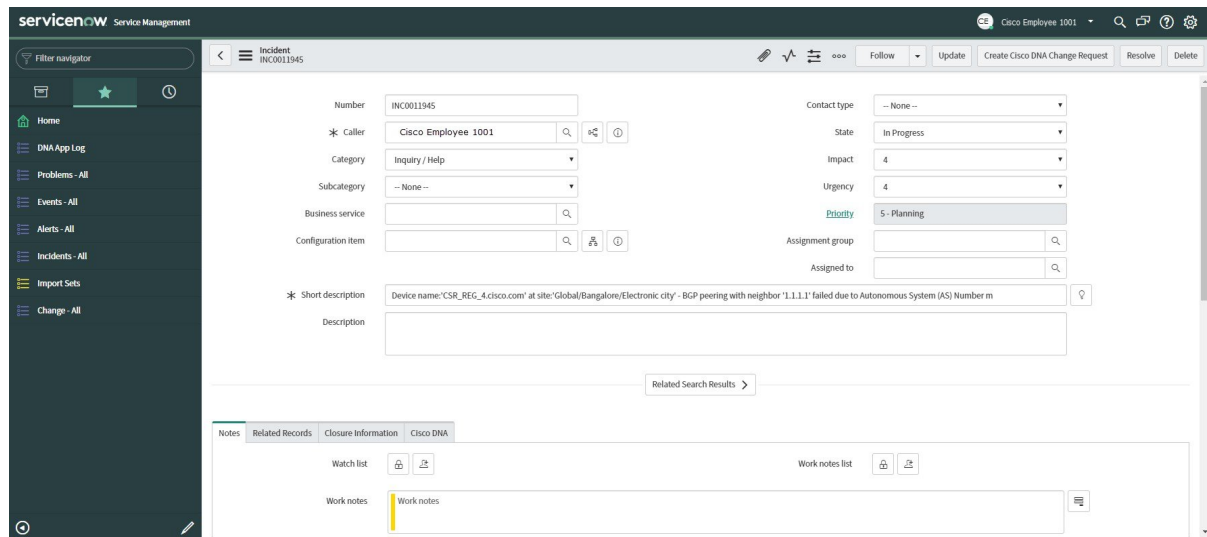 servicenow Service Management
CE Cisco Employee 1001
Filter navigator
Home
DNA App Log
Problems - All
Events - All
Alerts - All
Incidents - All
Import Sets
Change - All
Incident
INC0011945
Follow Update Create Cisco DNA Change Request Resolve Delete
Number INC0011945
Caller Cisco Employee 1001
Category Inquiry / Help
Subcategory -- None --
Business service
Configuration item
Contact type -- None --
State In Progress
Impact 4
Urgency 4
Priority 5 - Planning
Assignment group
Assigned to
Short description Device name:'CSR_REG_4.cisco.com' at site:'Global/Bangalore/Electronic city' - BGP peering with neighbor '1.1.1.1' failed due to Autonomous System (AS) Number m
Description
Related Search Results
Notes Related Records Closure Information Cisco DNA
Watch list Work notes list
Work notes Work notes